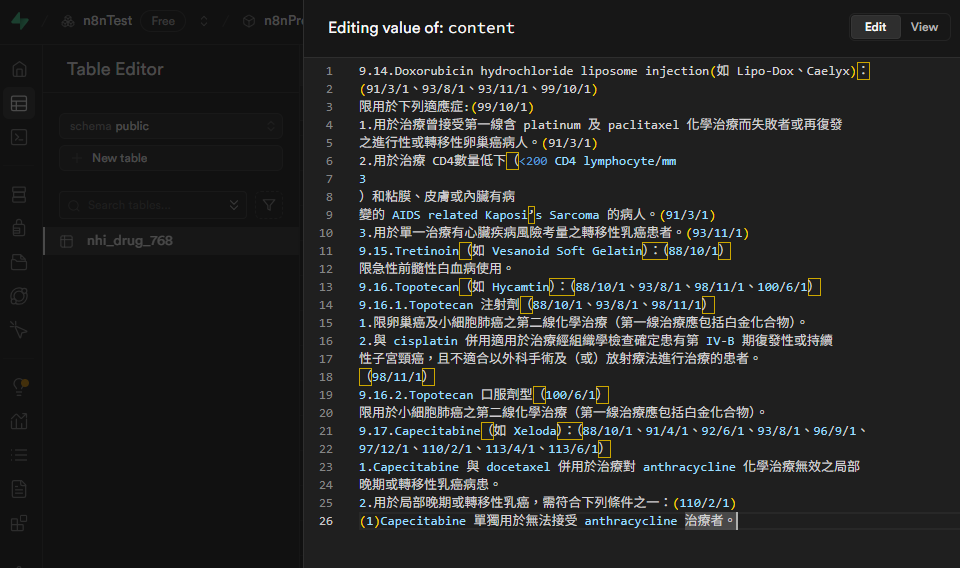 n8nTest
Free
n8nPr
Table Editor
schema public
New table
Search tables...
nhi_drug_768
Editing value of: content
Edit
View
1 9.14.Doxorubicin hydrochloride liposome injection(如 Lipo-Dox、Caelyx)：
2 (91/3/1、93/8/1、93/11/1、99/10/1)
3 限用於下列適應症:(99/10/1)
4 1.用於治療曾接受第一線含 platinum 及 paclitaxel 化學治療而失敗者或再復發
5 之進行性或轉移性卵巢癌病人。(91/3/1)
6 2.用於治療 CD4數量低下（<200 CD4 lymphocyte/mm
7 3
8 ）和粘膜、皮膚或內臟有病
9 變的 AIDS related Kaposi’s Sarcoma 的病人。(91/3/1)
10 3.用於單一治療有心臟疾病風險考量之轉移性乳癌患者。(93/11/1)
11 9.15.Tretinoin（如 Vesanoid Soft Gelatin)：(88/10/1）
12 限急性前髓性白血病使用。
13 9.16.Topotecan（如 Hycamtin)：(88/10/1、93/8/1、98/11/1、100/6/1）
14 9.16.1.Topotecan 注射劑（88/10/1、93/8/1、98/11/1）
15 1.限卵巢癌及小細胞肺癌之第二線化學治療（第一線治療應包括白金化合物）。
16 2.與 cisplatin 併用適用於治療經組織學檢查確定患有第 IV-B 期復發性或持續
17 性子宮頸癌，且不適合以外科手術及（或）放射療法進行治療的患者。
18 （98/11/1）
19 9.16.2.Topotecan 口服劑型（100/6/1）
20 限用於小細胞肺癌之第二線化學治療（第一線治療應包括白金化合物）。
21 9.17.Capecitabine（如 Xeloda)：(88/10/1、91/4/1、92/6/1、93/8/1、96/9/1、
22 97/12/1、110/2/1、113/4/1、113/6/1）
23 1.Capecitabine 與 docetaxel 併用於治療對 anthracycline 化學治療無效之局部
24 晚期或轉移性乳癌病患。
25 2.用於局部晚期或轉移性乳癌，需符合下列條件之一：(110/2/1)
26 (1)Capecitabine 單獨用於無法接受 anthracycline 治療者。